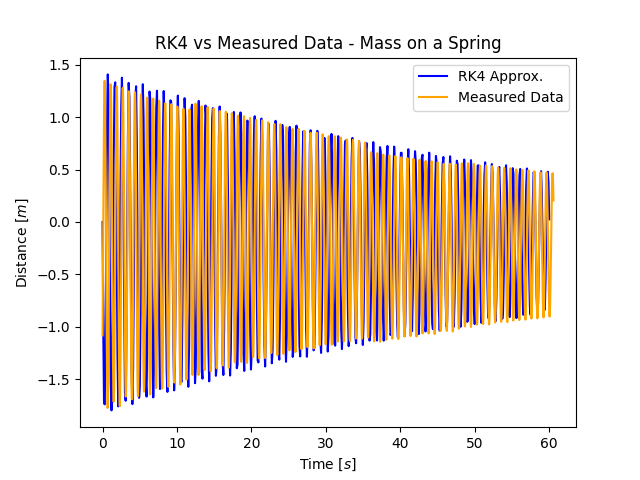 RK4 vs Measured Data - Mass on a Spring
RK4 Approx.
Measured Data
1.5
1.0
0.5
0.0
−0.5
−1.0
−1.5
Distance [m]
0 10 20 30 40 50 60
Time [s]